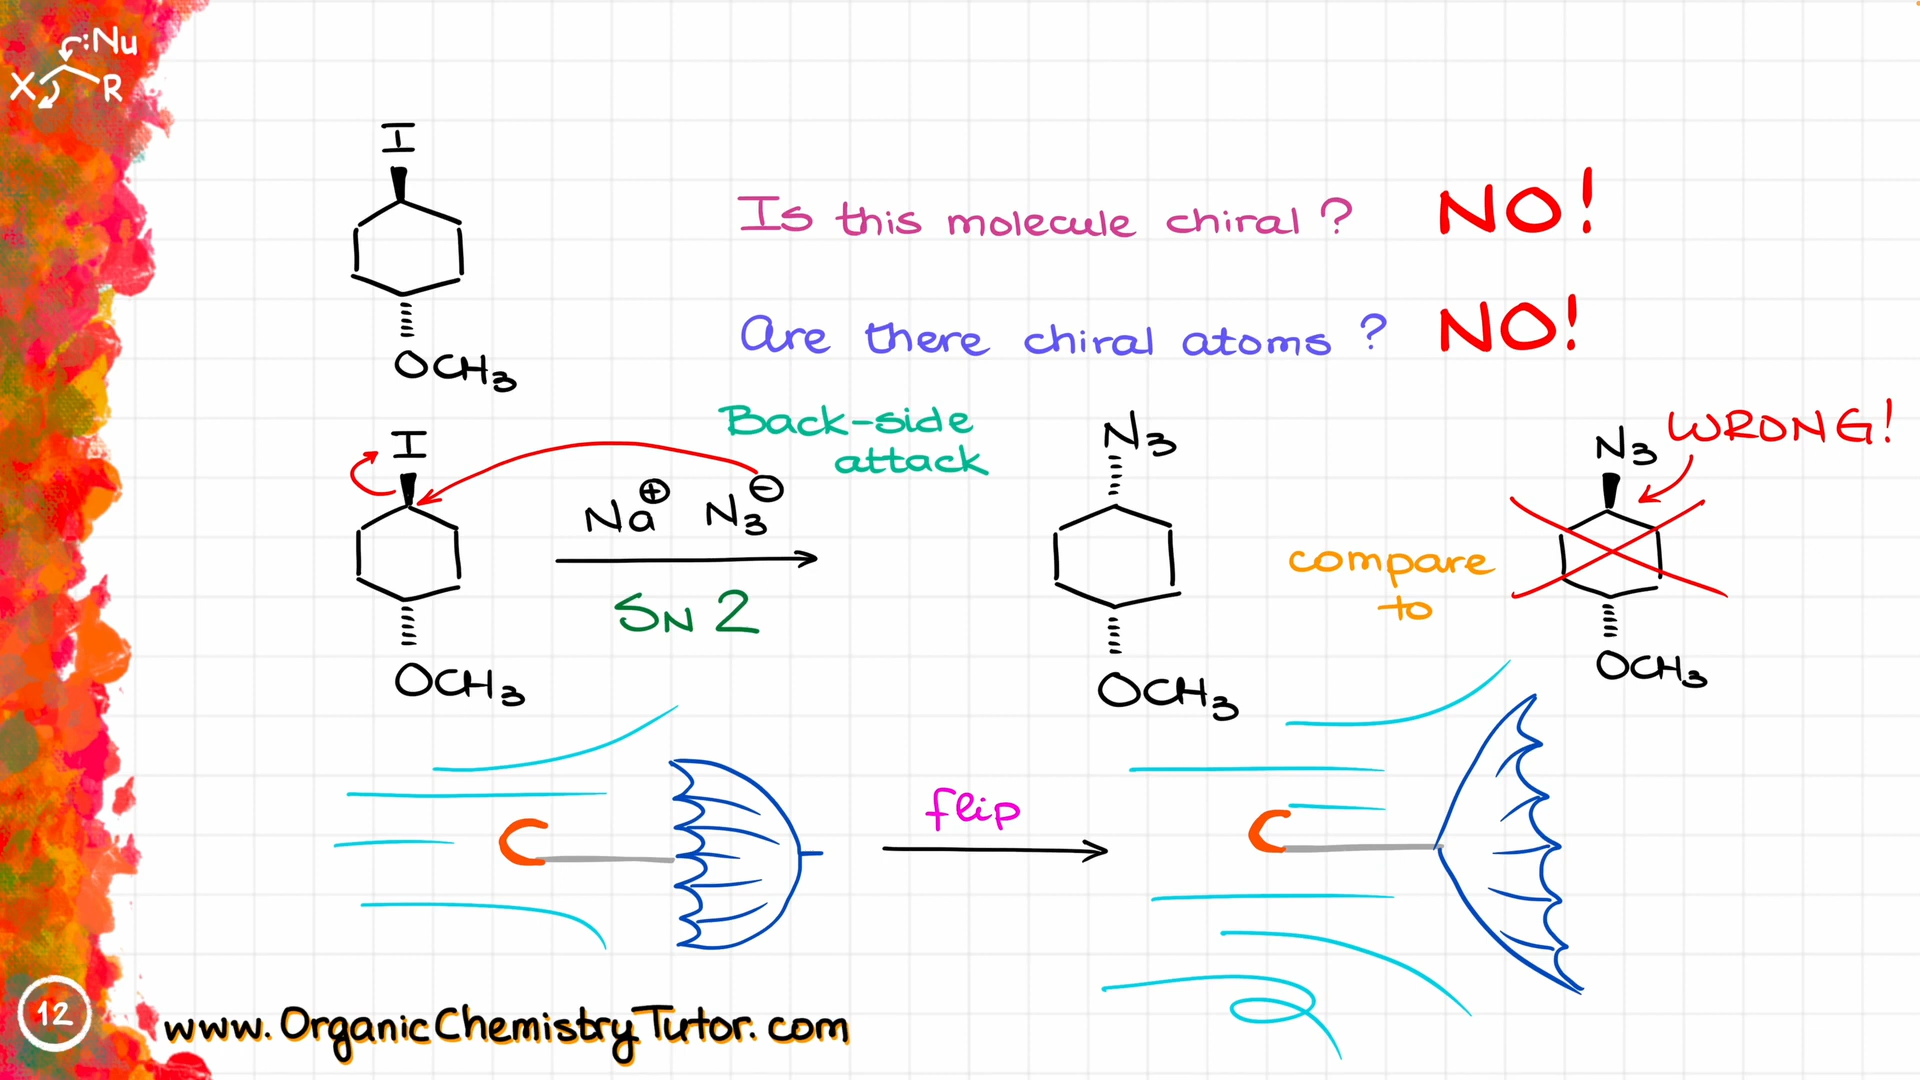 :Nu
X R
I
OCH₃
Is this molecule chiral? NO!
Are there chiral atoms? NO!
I
OCH₃
Na⊕ N₃⊖
SN2
Back-side
attack
N₃
OCH₃
compare
to
N₃
OCH₃
WRONG!
C
flip
C
12
www.OrganicChemistryTutor.com